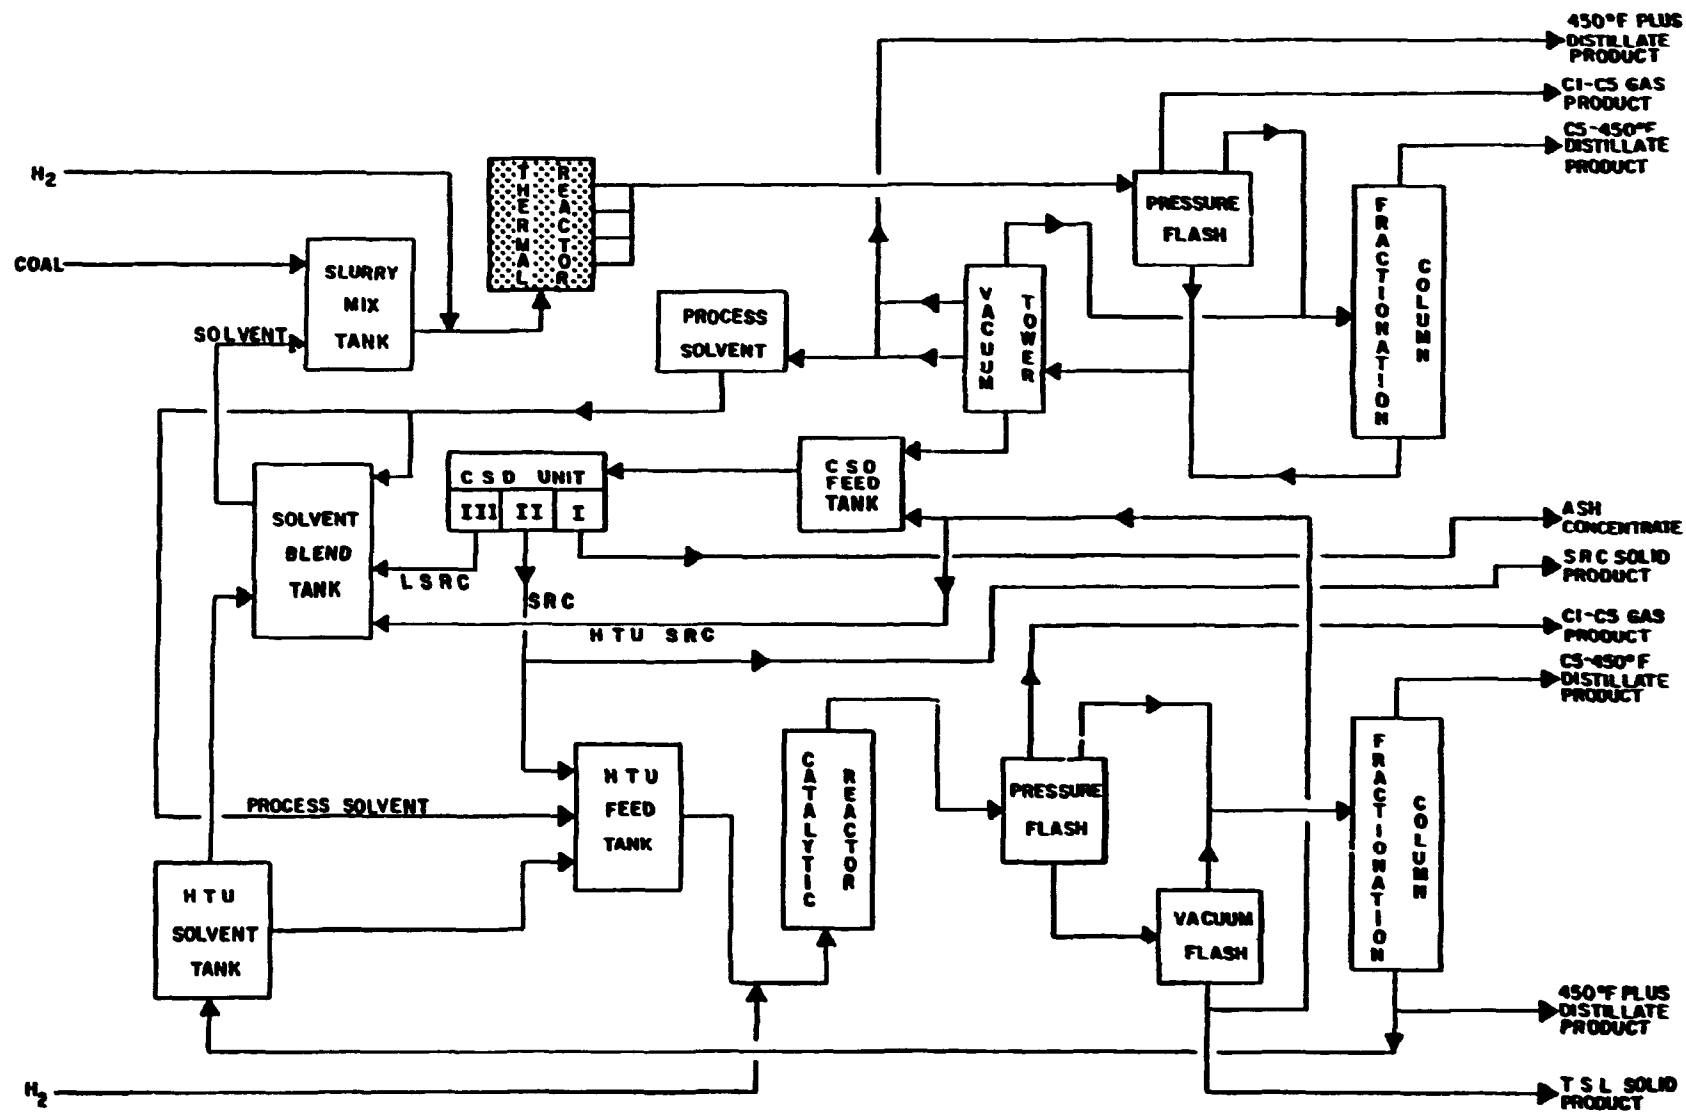 450°F PLUS
DISTILLATE
PRODUCT
C1-C5 GAS
PRODUCT
C5-450°F
DISTILLATE
PRODUCT
H2
THERMAL
REACTOR
PRESSURE
FLASH
FRACTIONATION
COLUMN
COAL
SLURRY
MIX
TANK
SOLVENT
PROCESS
SOLVENT
VACUUM
TOWER
CSD
FEED
TANK
CSD UNIT
III II I
SOLVENT
BLEND
TANK
LSRC
SRC
HTU SRC
ASH
CONCENTRATE
SRC SOLID
PRODUCT
C1-C5 GAS
PRODUCT
C5-450°F
DISTILLATE
PRODUCT
HTU
FEED
TANK
CATALYTIC
REACTOR
PRESSURE
FLASH
FRACTIONATION
COLUMN
PROCESS SOLVENT
HTU
SOLVENT
TANK
VACUUM
FLASH
450°F PLUS
DISTILLATE
PRODUCT
H2
TSL SOLID
PRODUCT